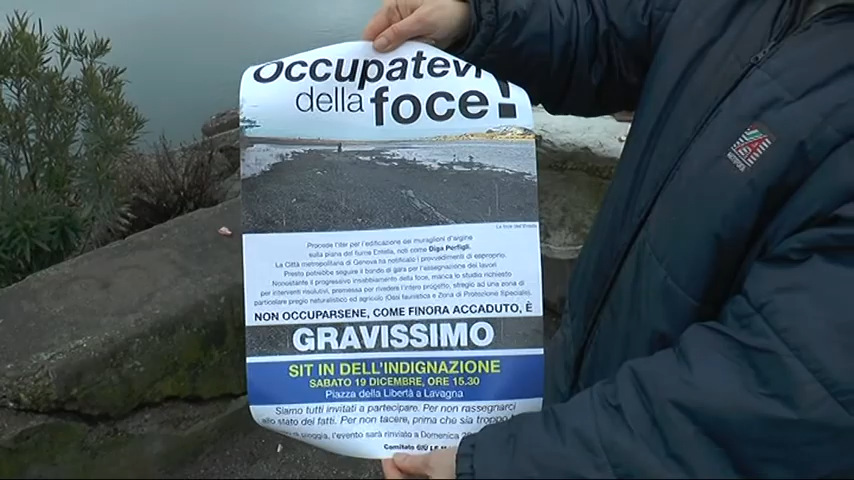 Occupatevi
della foce!
La foce dell'Entella
Procede l'iter per l'edificazione dei muraglioni d'argine
sulla piana del fiume Entella, noti come Diga Perfigli.
La Città metropolitana di Genova ha notificato i provvedimenti di esproprio.
Presto potrebbe seguire il bando di gara per l'assegnazione dei lavori
Nonostante il progressivo insabbiamento della foce, manca lo studio richiesto
per interventi risolutivi, premessa per rivedere l'intero progetto, sfregio ad una zona di
particolare pregio naturalistico ed agricolo (Oasi faunistica e Zona di Protezione Speciale).
NON OCCUPARSENE, COME FINORA ACCADUTO, È
GRAVISSIMO
SIT IN DELL'INDIGNAZIONE
SABATO 19 DICEMBRE, ORE 15.30
Piazza della Libertà a Lavagna
Siamo tutti invitati a partecipare. Per non rassegnarci
allo stato dei fatti. Per non tacere, prima che sia troppo
pioggia, l'evento sarà rinviato a Domenica
Comitato GIÙ LE